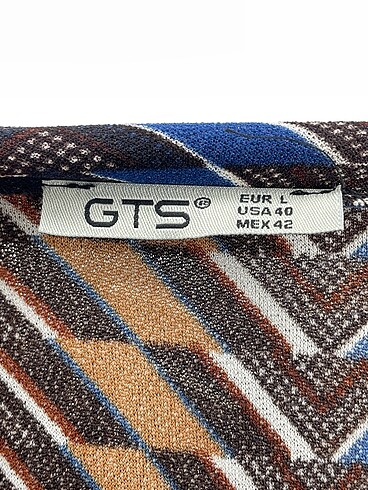 GTS
EUR L
USA 40
MEX 42